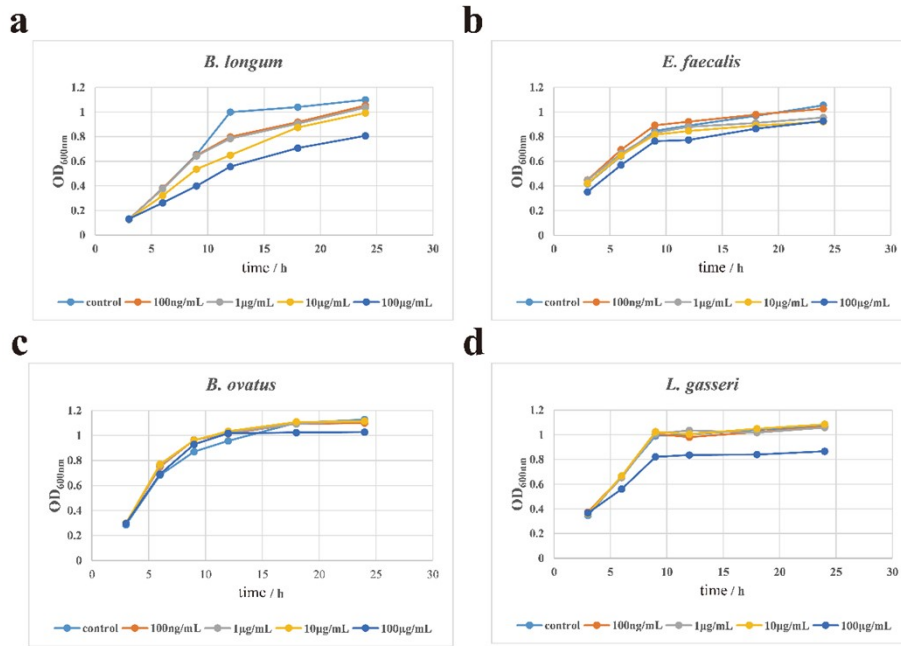 a
B. longum
1.2
1
0.8
0.6
0.4
0.2
0
OD600nm
0 5 10 15 20 25 30
time / h
control 100ng/mL 1µg/mL 10µg/mL 100µg/mL
b
E. faecalis
1.2
1
0.8
0.6
0.4
0.2
0
OD600nm
0 5 10 15 20 25 30
time / h
control 100ng/mL 1µg/mL 10µg/mL 100µg/mL
c
B. ovatus
1.2
1
0.8
0.6
0.4
0.2
0
OD600nm
0 5 10 15 20 25 30
time / h
control 100ng/mL 1µg/mL 10µg/mL 100µg/mL
d
L. gasseri
1.2
1
0.8
0.6
0.4
0.2
0
OD600nm
0 5 10 15 20 25 30
time / h
control 100ng/mL 1µg/mL 10µg/mL 100µg/mL